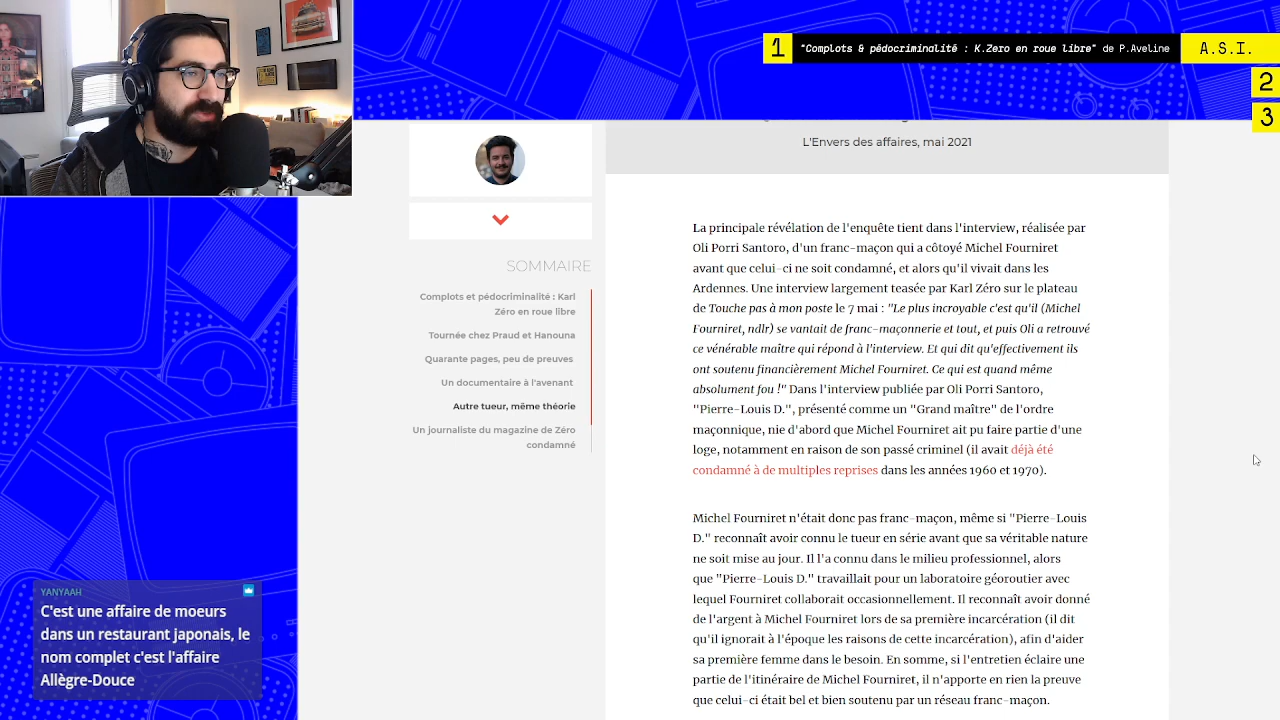 1 "Complots & pédocriminalité : K.Zero en roue libre" de P.Aveline A.S.I.
2
3
L'Envers des affaires, mai 2021
SOMMAIRE
Complots et pédocriminalité : Karl
Zéro en roue libre
Tournée chez Praud et Hanouna
Quarante pages, peu de preuves
Un documentaire à l'avenant
Autre tueur, même théorie
Un journaliste du magazine de Zéro
condamné
La principale révélation de l'enquête tient dans l'interview, réalisée par
Oli Porri Santoro, d'un franc-maçon qui a côtoyé Michel Fourniret
avant que celui-ci ne soit condamné, et alors qu'il vivait dans les
Ardennes. Une interview largement teasée par Karl Zéro sur le plateau
de Touche pas à mon poste le 7 mai : "Le plus incroyable c'est qu'il (Michel
Fourniret, ndlr) se vantait de franc-maçonnerie et tout, et puis Oli a retrouvé
ce vénérable maître qui répond à l'interview. Et qui dit qu'effectivement ils
ont soutenu financièrement Michel Fourniret. Ce qui est quand même
absolument fou !" Dans l'interview publiée par Oli Porri Santoro,
"Pierre-Louis D.", présenté comme un "Grand maître" de l'ordre
maçonnique, nie d'abord que Michel Fourniret ait pu faire partie d'une
loge, notamment en raison de son passé criminel (il avait déjà été
condamné à de multiples reprises dans les années 1960 et 1970).
Michel Fourniret n'était donc pas franc-maçon, même si "Pierre-Louis
D." reconnaît avoir connu le tueur en série avant que sa véritable nature
ne soit mise au jour. Il l'a connu dans le milieu professionnel, alors
que "Pierre-Louis D." travaillait pour un laboratoire géoroutier avec
lequel Fourniret collaborait occasionnellement. Il reconnaît avoir donné
de l'argent à Michel Fourniret lors de sa première incarcération (il dit
qu'il ignorait à l'époque les raisons de cette incarcération), afin d'aider
sa première femme dans le besoin. En somme, si l'entretien éclaire une
partie de l'itinéraire de Michel Fourniret, il n'apporte en rien la preuve
que celui-ci était bel et bien soutenu par un réseau franc-maçon.
YANYAAH
C'est une affaire de moeurs
dans un restaurant japonais, le
nom complet c'est l'affaire
Allègre-Douce